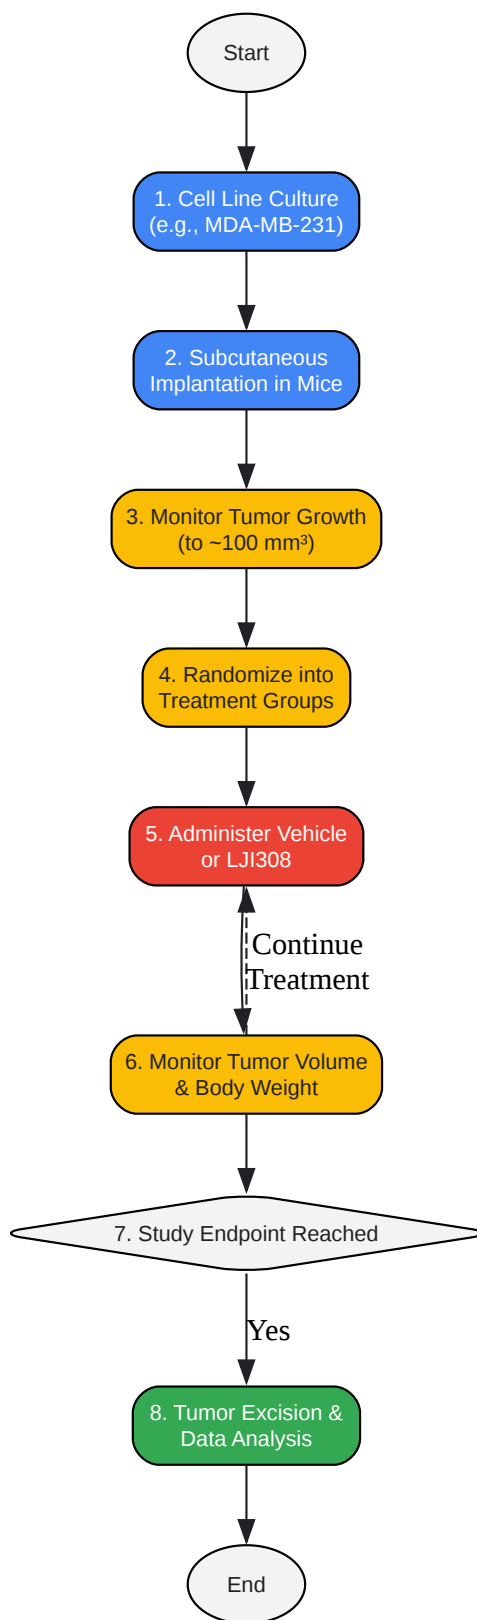 Start
1. Cell Line Culture
(e.g., MDA-MB-231)
2. Subcutaneous
Implantation in Mice
3. Monitor Tumor Growth
(to ~100 mm³)
4. Randomize into
Treatment Groups
5. Administer Vehicle
or LJI308
Continue
Treatment
6. Monitor Tumor Volume
& Body Weight
7. Study Endpoint Reached
Yes
8. Tumor Excision &
Data Analysis
End